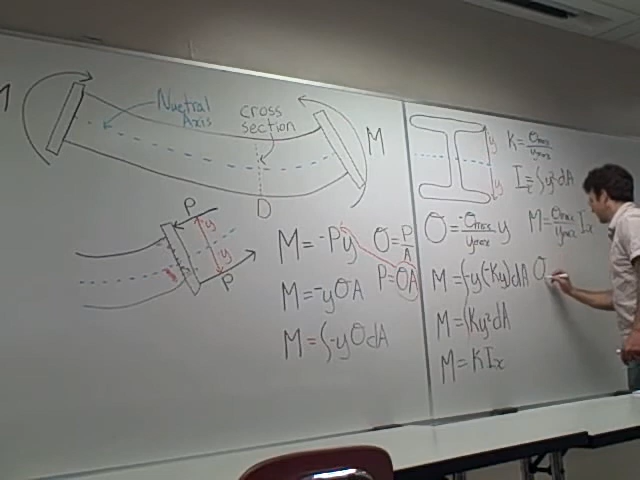 M
Nuetral
Axis
cross
section
M
D
P
y
y
P
M = -Py
σ = P/A
P = σA
M = -yσA
M = ∫-yσdA
y
y
K = σmax/ymax
I = ∫y²dA
σ = -σmax/ymax y
M = σmax/ymax Ix
M = ∫-y(-Ky)dA
σ
M = ∫Ky²dA
M = KIx